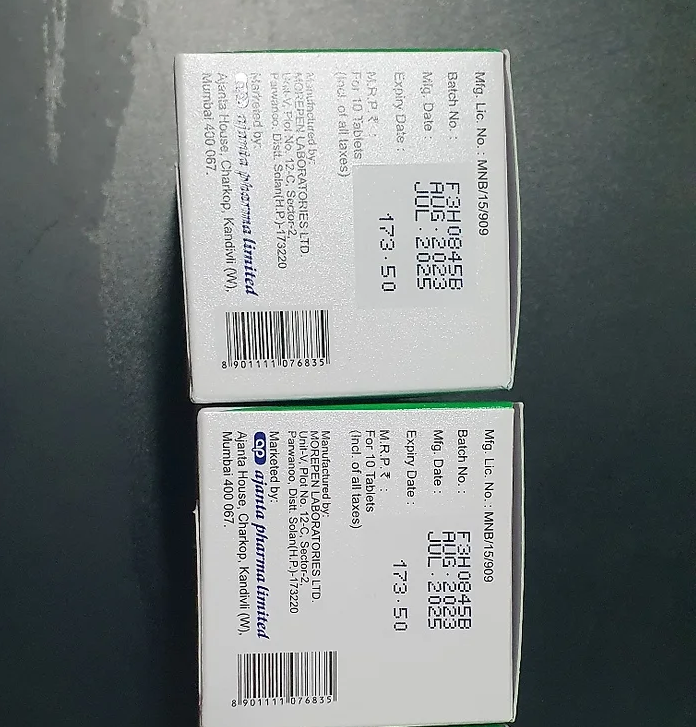 Mfg. Lic. No. : MNB/15/909
Batch No. : F3H0845B
Mfg. Date : AUG . 2023
Expiry Date : JUL . 2025
M.R.P. ₹ : 173.50
For 10 Tablets
(Incl. of all taxes)
Manufactured by:
MOREPEN LABORATORIES LTD.
Unit-V, Plot No. 12-C, Sector-2,
Parwanoo, Distt. Solan(H.P.)-173220
Marketed by:
ap ajanta pharma limited
Ajanta House, Charkop, Kandivli (W),
Mumbai 400 067.
8 901111 076835
Mfg. Lic. No. : MNB/15/909
Batch No. : F3H0845B
Mfg. Date : AUG . 2023
Expiry Date : JUL . 2025
M.R.P. ₹ : 173.50
For 10 Tablets
(Incl. of all taxes)
Manufactured by:
MOREPEN LABORATORIES LTD.
Unit-V, Plot No. 12-C, Sector-2,
Parwanoo, Distt. Solan(H.P.)-173220
Marketed by:
ap ajanta pharma limited
Ajanta House, Charkop, Kandivli (W),
Mumbai 400 067.
8 901111 076835